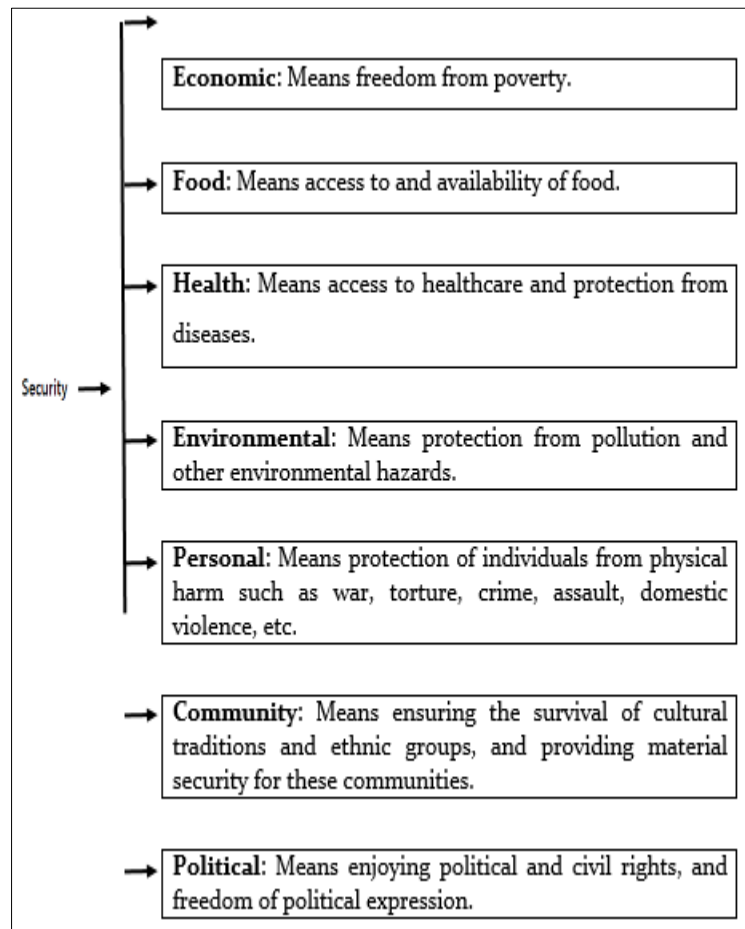 Economic: Means freedom from poverty.
Food: Means access to and availability of food.
Health: Means access to healthcare and protection from
diseases.
Security
Environmental: Means protection from pollution and
other environmental hazards.
Personal: Means protection of individuals from physical
harm such as war, torture, crime, assault, domestic
violence, etc.
Community: Means ensuring the survival of cultural
traditions and ethnic groups, and providing material
security for these communities.
Political: Means enjoying political and civil rights, and
freedom of political expression.